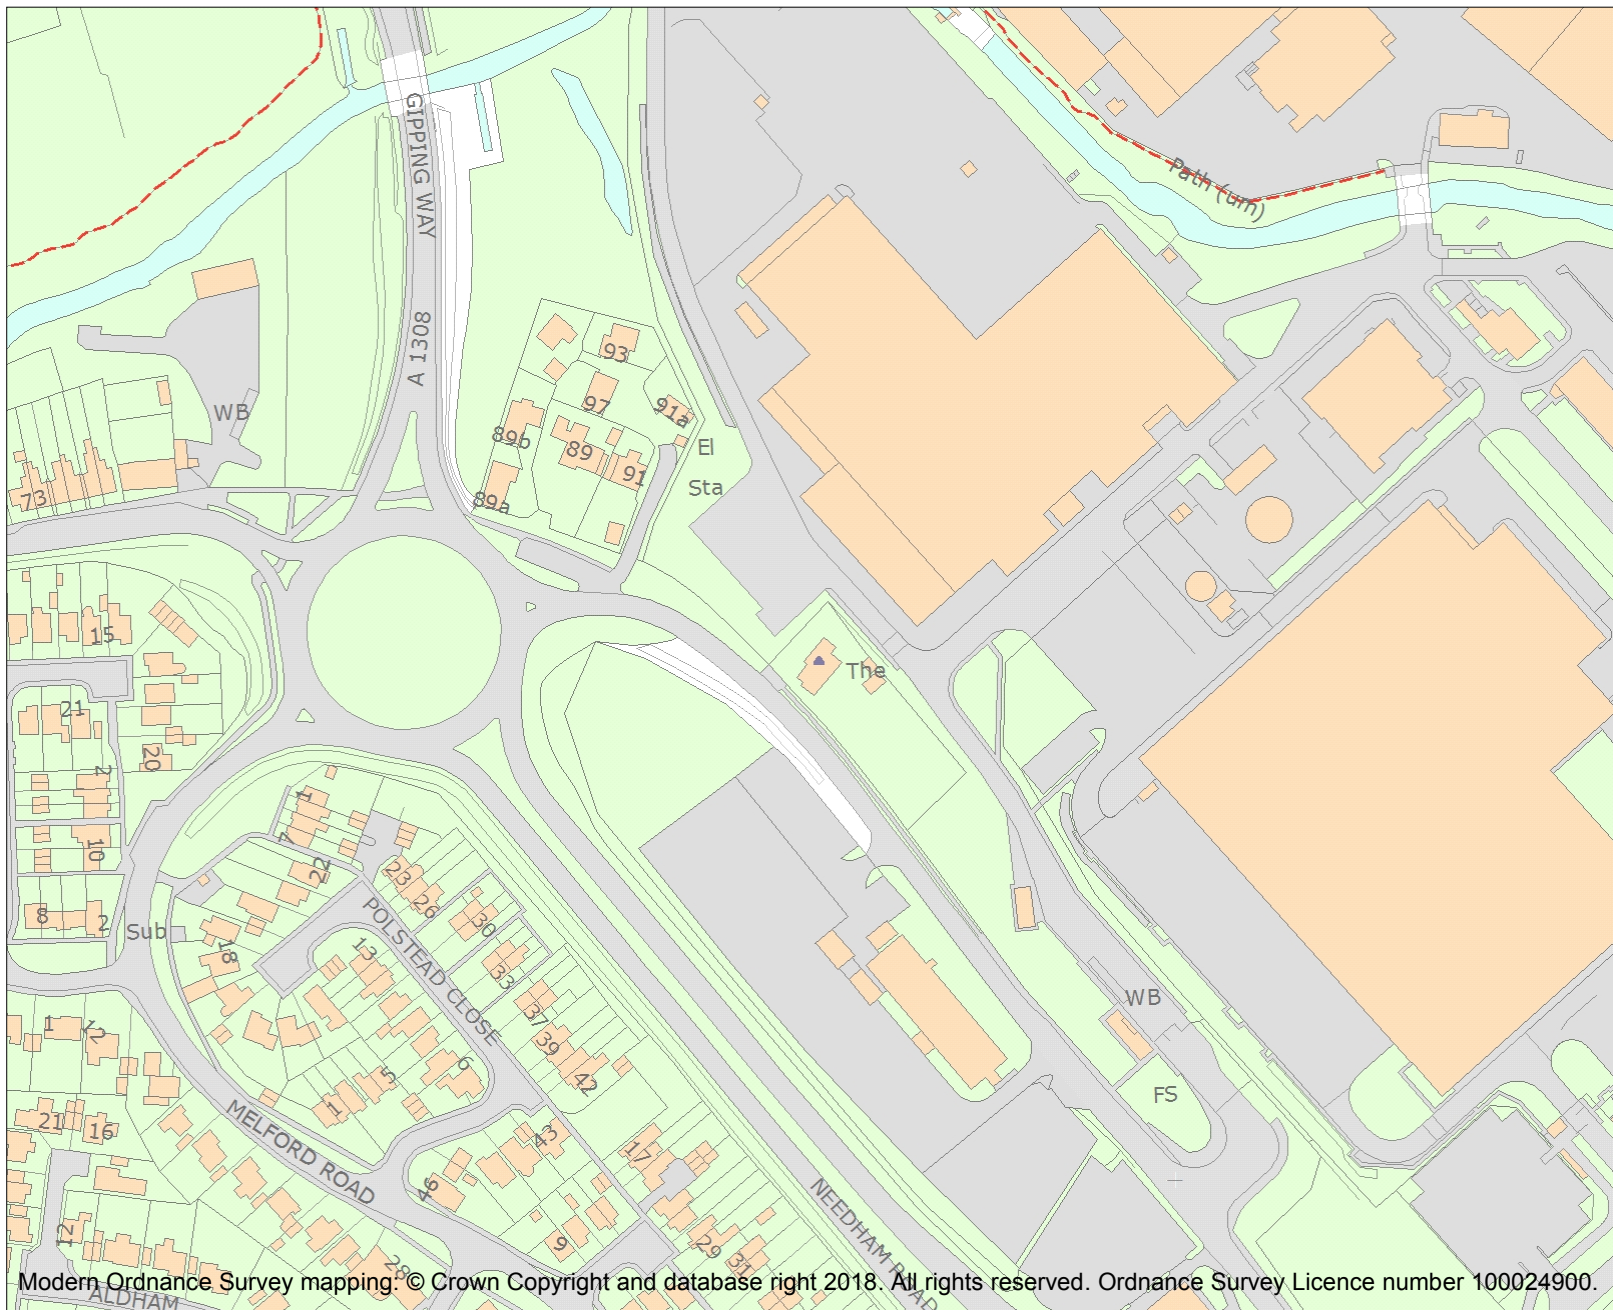 GIPPING WAY
Path (um)
A 1308
93
97
91a
WB
89b
El
89
91
Sta
73
89a
15
The
21
20
2
1
7
22
10
23
26
8
2
30
Sub
POLSTEAD CLOSE
18
13
33
WB
37
1
12
39
6
42
5
FS
1
21
16
MELFORD ROAD
43
17
46
NEEDHAM ROAD
12
9
29
31
28
Modern Ordnance Survey mapping: © Crown Copyright and database right 2018. All rights reserved. Ordnance Survey Licence number 100024900.
ALDHAM